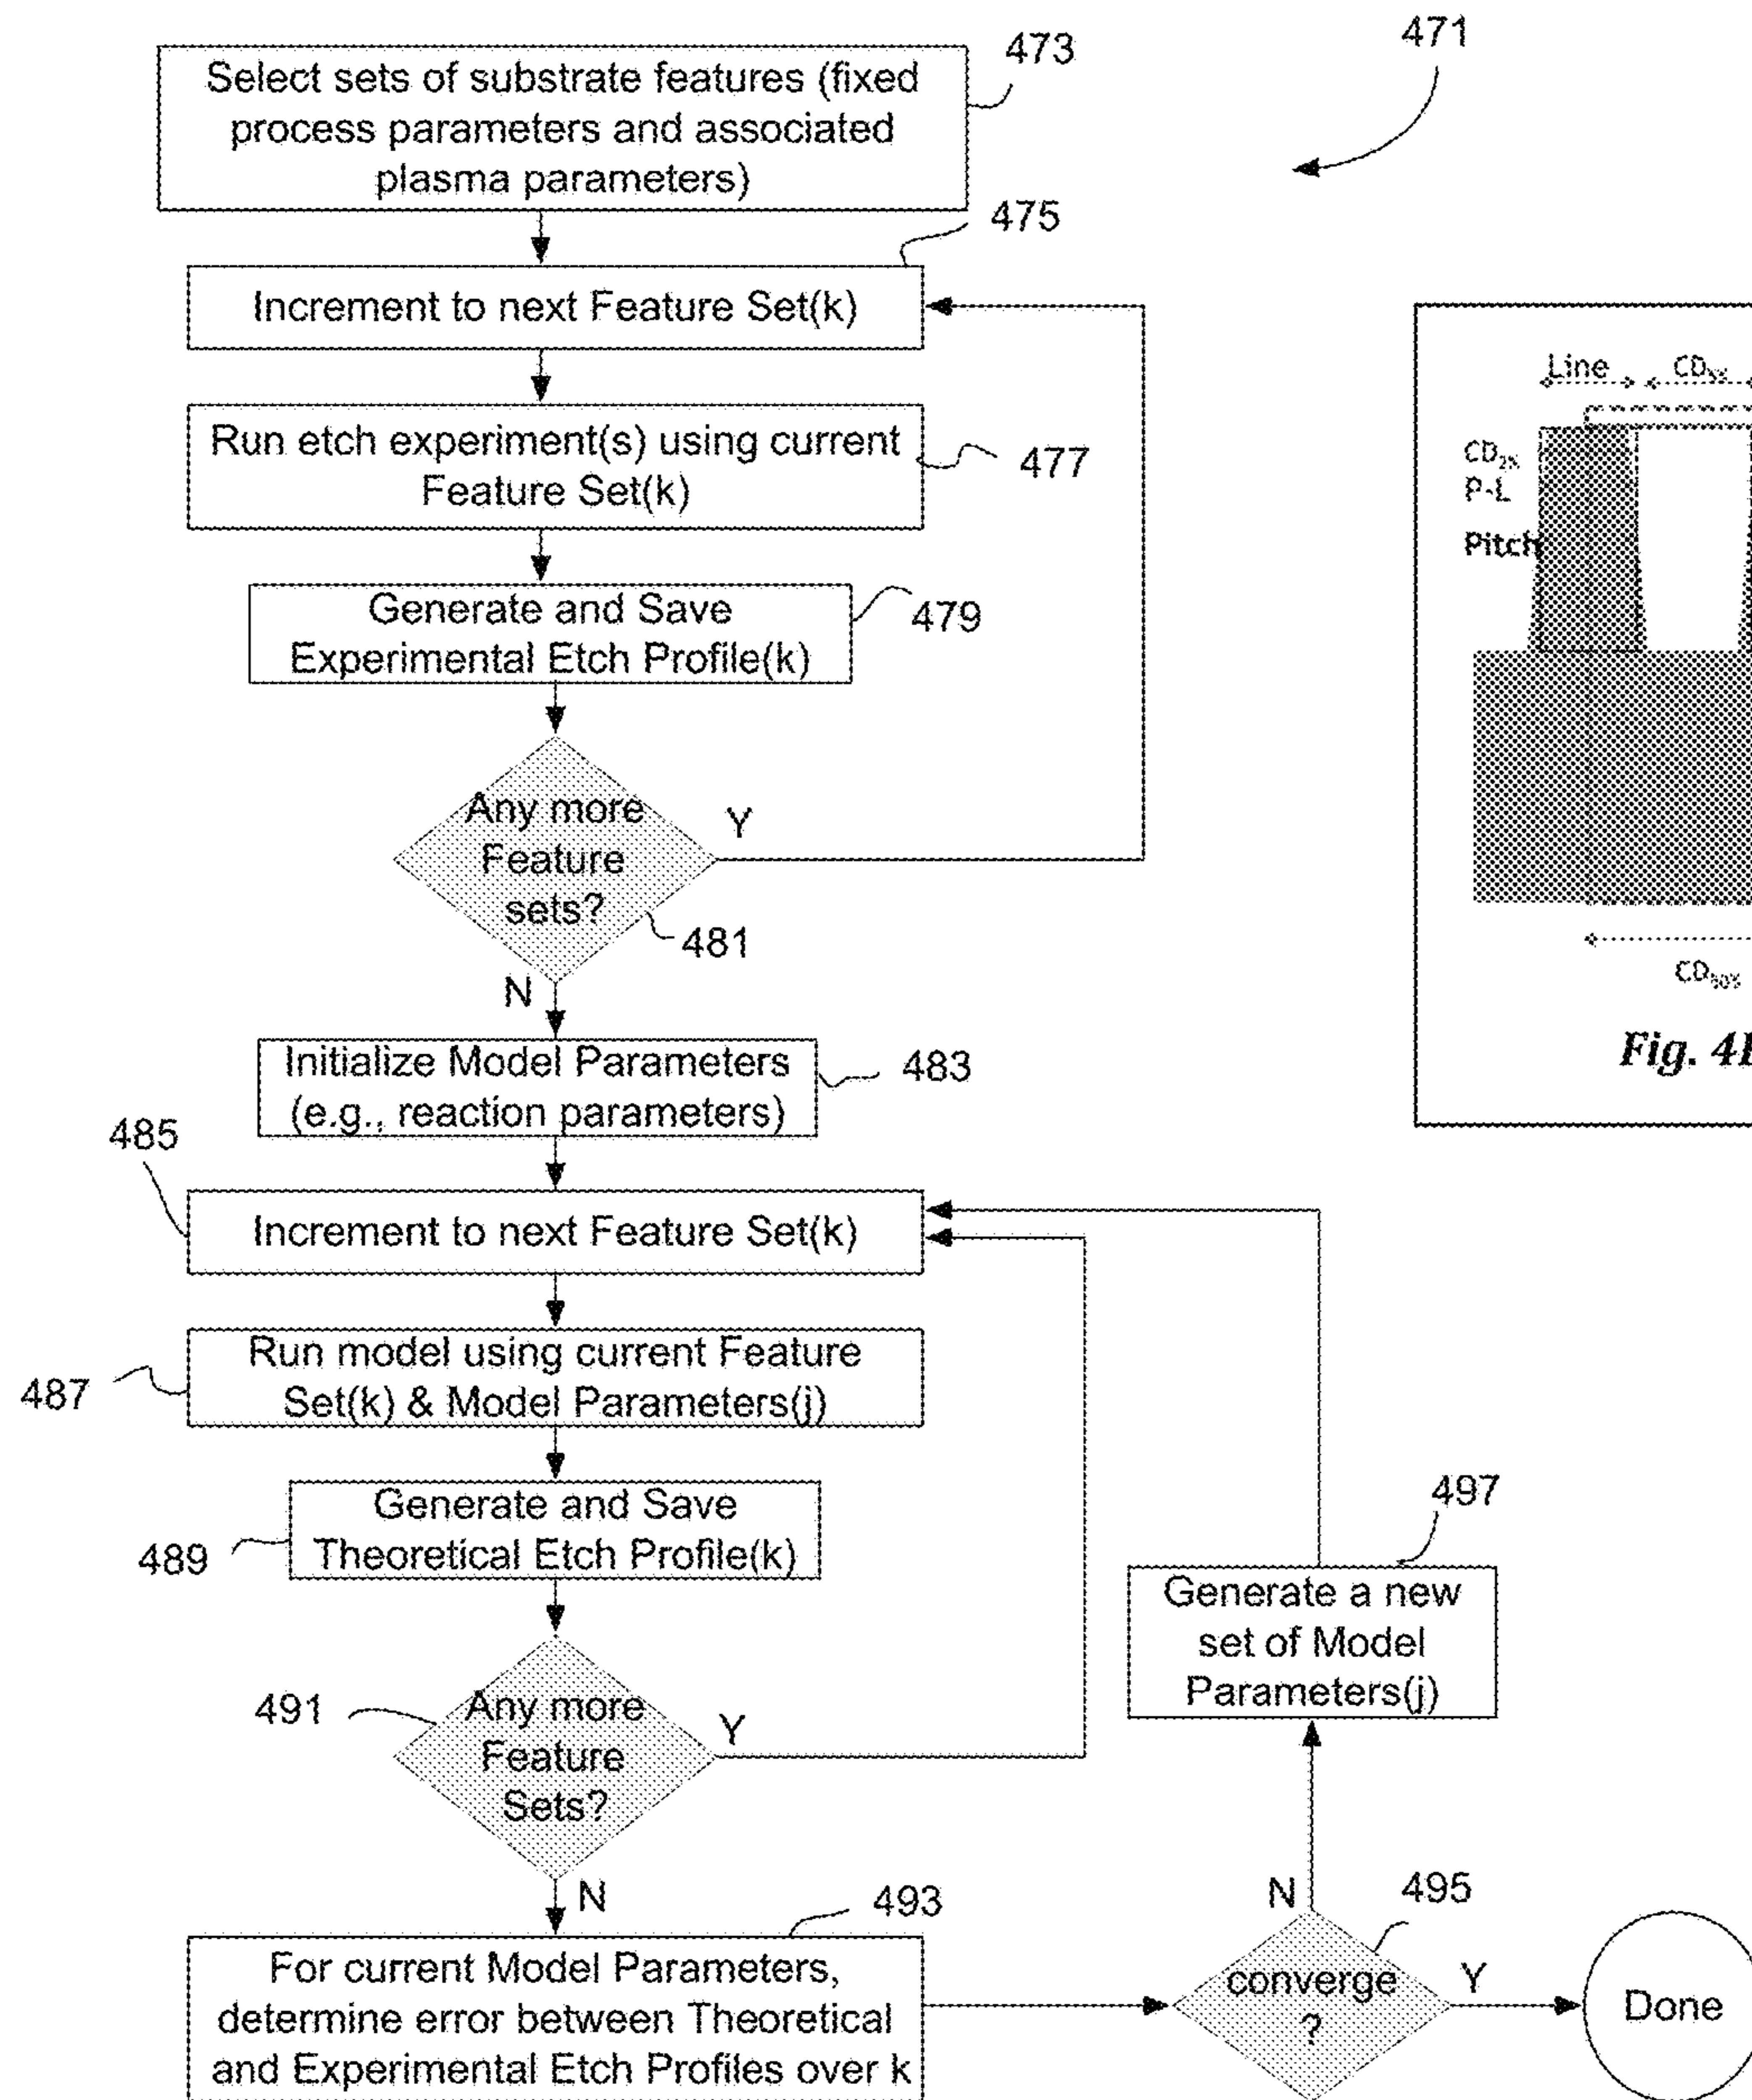 471
473
Select sets of substrate features (fixed
process parameters and associated
plasma parameters)
475
Increment to next Feature Set(k)
Run etch experiment(s) using current
Feature Set(k)
477
Generate and Save
Experimental Etch Profile(k)
479
Any more
Feature
sets?
Y
481
N
Initialize Model Parameters
(e.g., reaction parameters)
483
485
Increment to next Feature Set(k)
Run model using current Feature
Set(k) & Model Parameters(j)
487
Generate and Save
Theoretical Etch Profile(k)
489
491
Any more
Feature
Sets?
Y
N
493
For current Model Parameters,
determine error between Theoretical
and Experimental Etch Profiles over k
converge
?
495
N
Y
Done
497
Generate a new
set of Model
Parameters(j)
Line
P-L
Pitch
Fig.